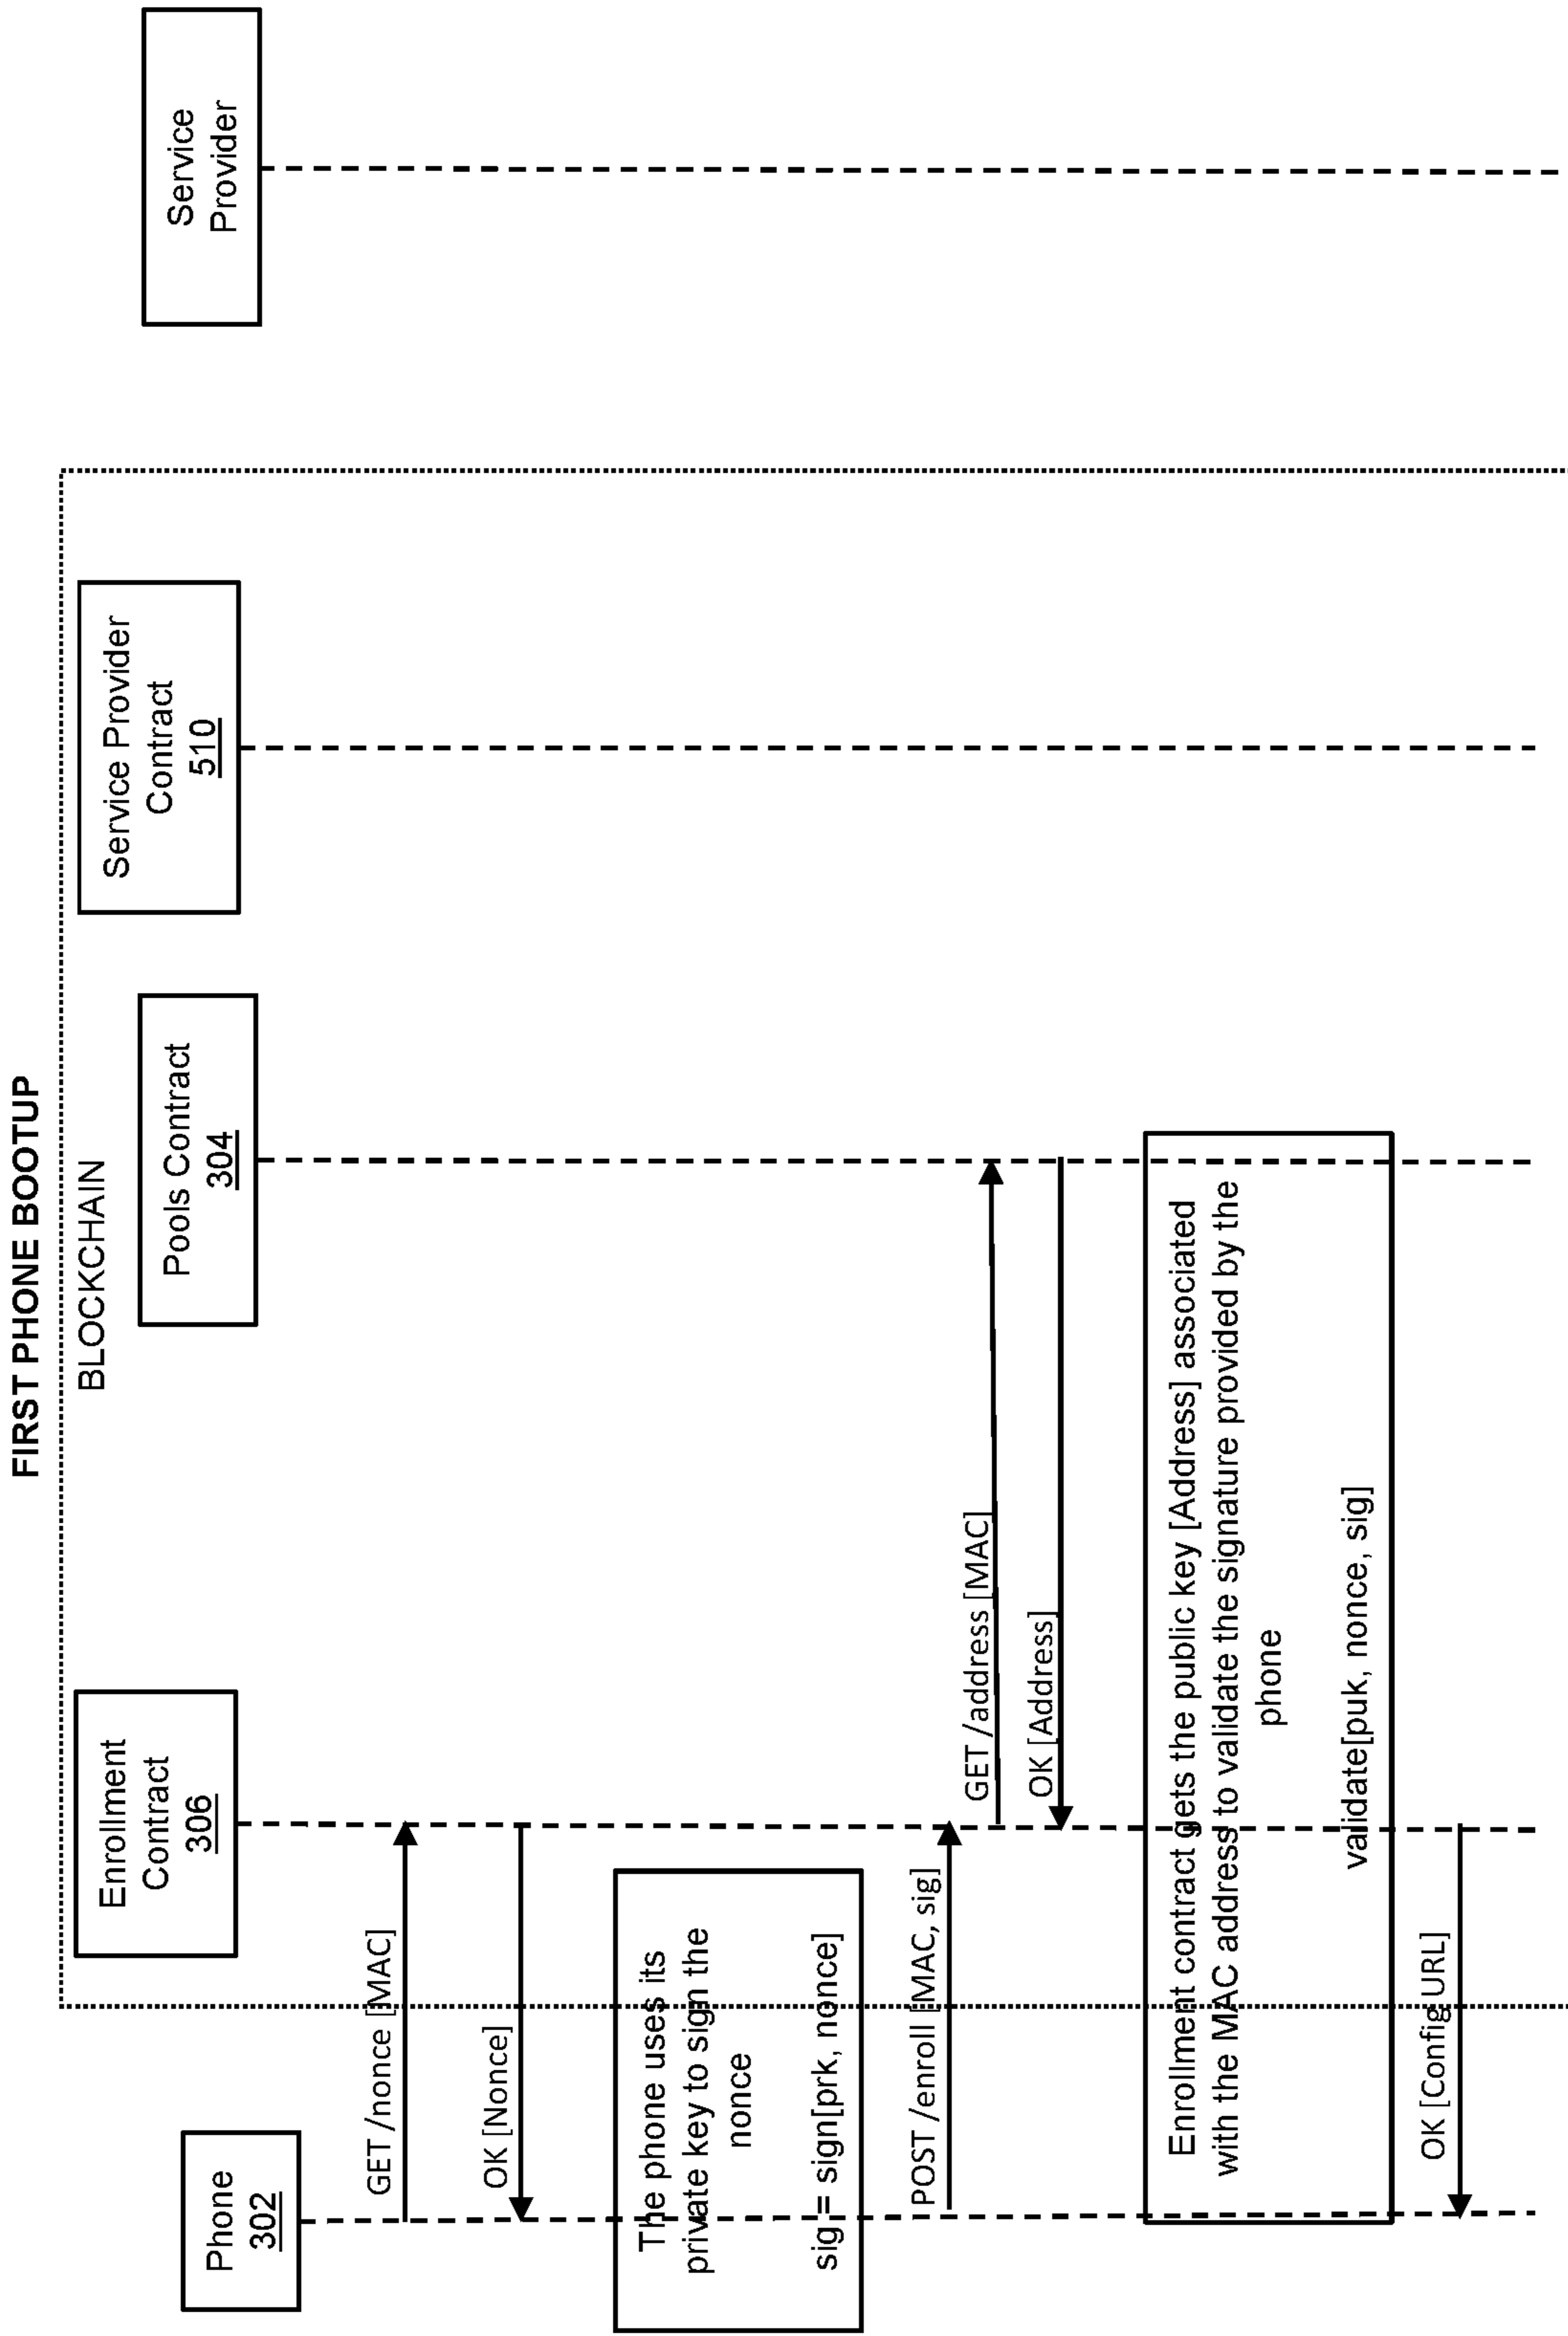 FIRST PHONE BOOTUP
BLOCKCHAIN
Phone
302
Enrollment
Contract
306
Pools Contract
304
Service Provider
Contract
510
Service
Provider
GET /nonce [MAC]
OK [Nonce]
The phone uses its
private key to sign the
nonce
sig = sign[prk, nonce]
POST /enroll [MAC, sig]
GET /address [MAC]
OK [Address]
Enrollment contract gets the public key [Address] associated
with the MAC address to validate the signature provided by the
phone
validate[puk, nonce, sig]
OK [Config URL]